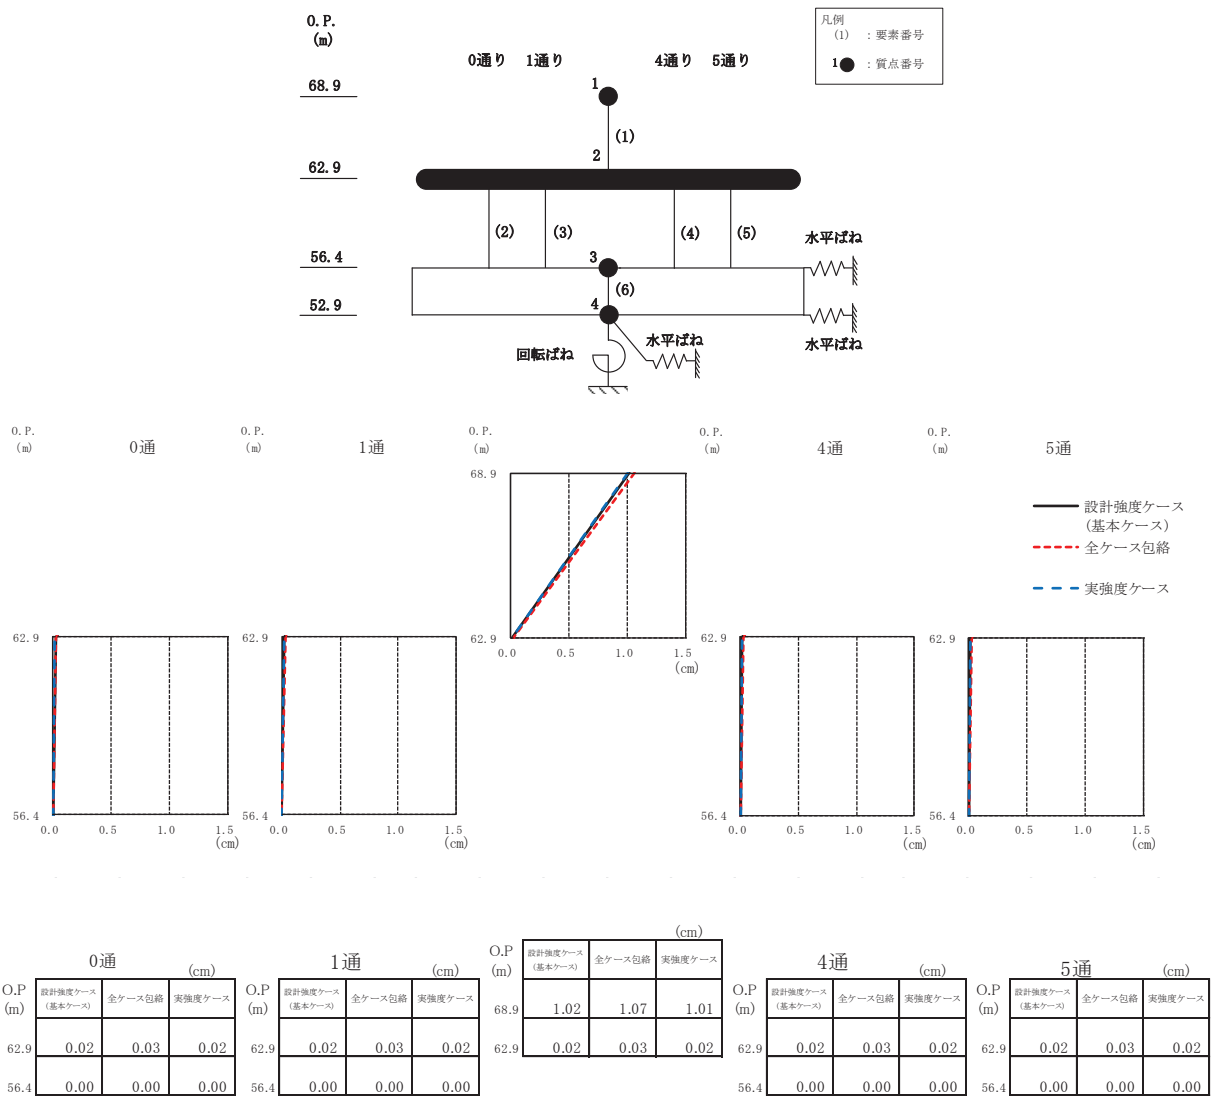 O.P.
(m)
0通り 1通り 4通り 5通り
凡例
(1) : 要素番号
1 : 質点番号
68.9
1
(1)
2
62.9
(2) (3) (4) (5)
水平ばね
56.4
3
(6)
52.9
4
水平ばね
水平ばね
回転ばね
O.P.
(m)
0通
O.P.
(m)
1通
O.P.
(m)
O.P.
(m)
4通
O.P.
(m)
5通
68.9
62.9
0.0 0.5 1.0 1.5
(cm)
設計強度ケース
(基本ケース)
全ケース包絡
実強度ケース
62.9
56.4
0.0 0.5 1.0 1.5
(cm)
62.9
56.4
0.0 0.5 1.0 1.5
(cm)
62.9
56.4
0.0 0.5 1.0 1.5
(cm)
62.9
56.4
0.0 0.5 1.0 1.5
(cm)
0通 (cm)
O.P
(m)
設計強度ケース
(基本ケース)
全ケース包絡 実強度ケース
62.9 0.02 0.03 0.02
56.4 0.00 0.00 0.00
1通 (cm)
O.P
(m)
設計強度ケース
(基本ケース)
全ケース包絡 実強度ケース
62.9 0.02 0.03 0.02
56.4 0.00 0.00 0.00
(cm)
O.P
(m)
設計強度ケース
(基本ケース)
全ケース包絡 実強度ケース
68.9 1.02 1.07 1.01
62.9 0.02 0.03 0.02
4通 (cm)
O.P
(m)
設計強度ケース
(基本ケース)
全ケース包絡 実強度ケース
62.9 0.02 0.03 0.02
56.4 0.00 0.00 0.00
5通 (cm)
O.P
(m)
設計強度ケース
(基本ケース)
全ケース包絡 実強度ケース
62.9 0.02 0.03 0.02
56.4 0.00 0.00 0.00